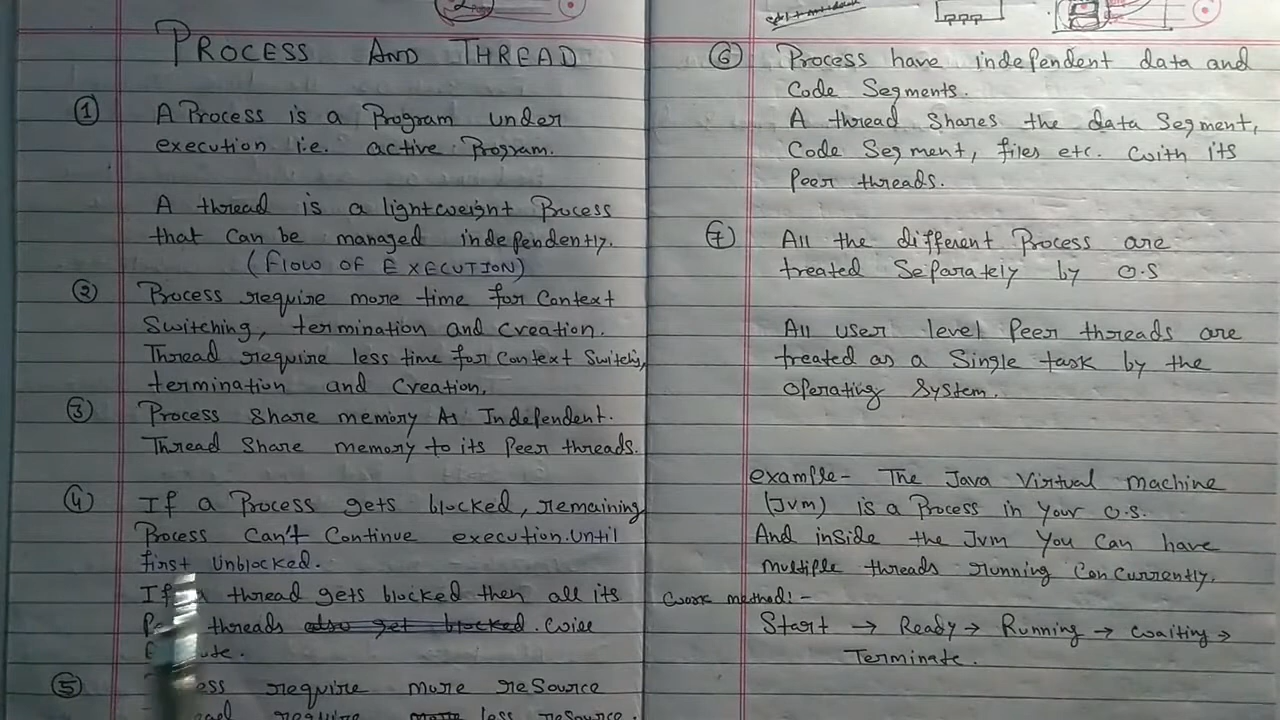 PROCESS AND THREAD
① A Process is a Program under
execution i.e. active Program.
A thread is a lightweight Process
that can be managed independently.
(FLOW OF EXECUTION)
② Process require more time for Context
Switching, termination and Creation.
Thread require less time for Context Switch,
termination and Creation.
③ Process Share memory As Independent.
Thread Share memory to its Peer threads.
④ If a Process gets blocked, remaining
Process Can't Continue execution Until
first Unblocked.
If thread gets blocked then all its
threads also get blocked. will
⑤ require more resource
require less resource.
⑥ Process have independent data and
Code Segments.
A thread Shares the data Segment,
Code Segment, files etc. with its
Peer threads.
⑦ All the different Process are
treated Separately by O.S
All user level Peer threads are
treated as a Single task by the
Operating System.
example- The Java Virtual machine
(Jvm) is a Process in your O.S.
And inside the Jvm you Can have
multiple threads running Concurrently.
work method:-
Start → Ready → Running → waiting →
Terminate.